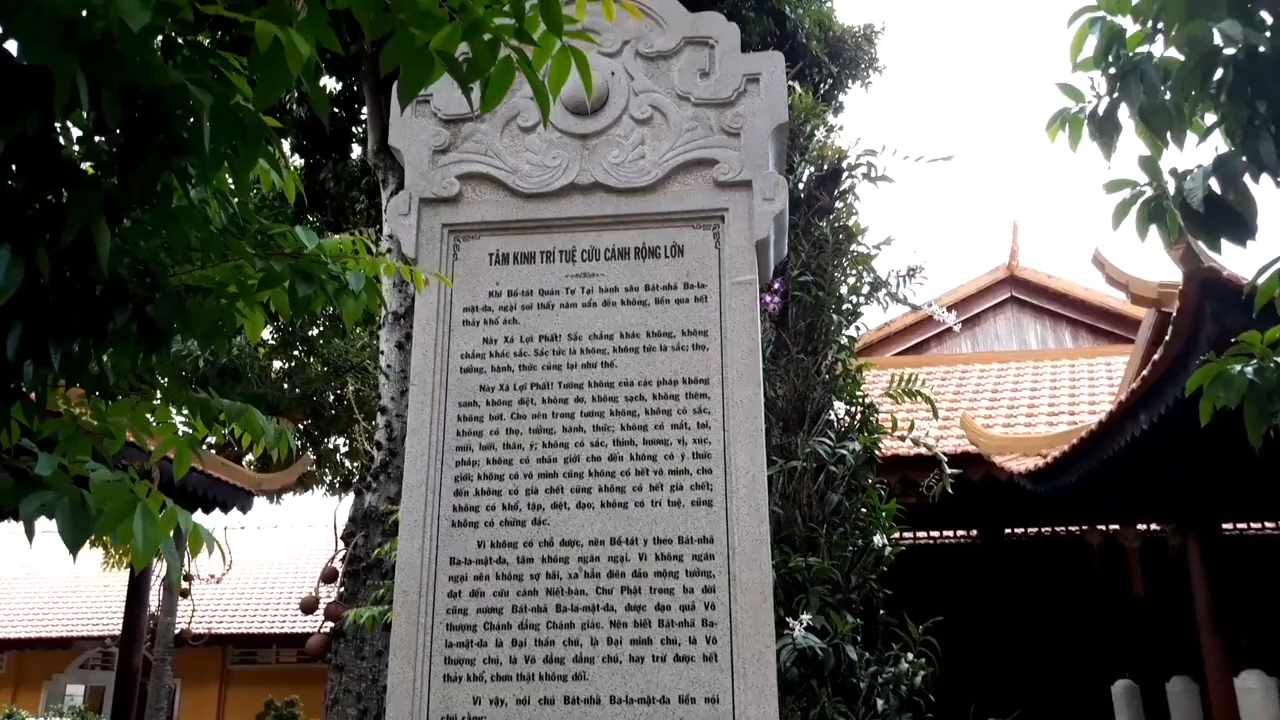 TÂM KINH TRÍ TUỆ CỨU CÁNH RỘNG LỚN
Khi Bồ-tát Quán Tự Tại hành sâu Bát-nhã Ba-la-
mật-đa, ngài soi thấy năm uẩn đều không, liền qua hết
thảy khổ ách.
Này Xá Lợi Phất! Sắc chẳng khác không, không
chẳng khác sắc. Sắc tức là không, không tức là sắc; thọ,
tưởng, hành, thức cũng lại như thế.
Này Xá Lợi Phất! Tướng không của các pháp không
sanh, không diệt, không dơ, không sạch, không thêm,
không bớt. Cho nên trong tướng không, không có sắc,
không có thọ, tưởng, hành, thức; không có mắt, tai,
mũi, lưỡi, thân, ý; không có sắc, thinh, hương, vị, xúc,
pháp; không có nhãn giới cho đến không có ý thức
giới; không có vô minh cũng không có hết vô minh, cho
đến không có già chết cũng không có hết già chết;
không có khổ, tập, diệt, đạo; không có trí tuệ, cũng
không có chứng đắc.
Vì không có chỗ được, nên Bồ-tát y theo Bát-nhã
Ba-la-mật-đa, tâm không ngăn ngại. Vì không ngăn
ngại nên không sợ hãi, xa hẳn điên đảo mộng tưởng,
đạt đến cứu cánh Niết-bàn, Chư Phật trong ba đời
cũng nương Bát-nhã Ba-la-mật-đa, được đạo quả Vô
thượng Chánh đẳng Chánh giác. Nên biết Bát-nhã Ba-
la-mật-đa là Đại thần chú, là Đại minh chú, là Vô
thượng chú, là Vô đẳng đẳng chú, hay trừ được hết
thảy khổ, chơn thật không dối.
Vì vậy, nói chú Bát-nhã Ba-la-mật-đa liền nói
chú rằng: